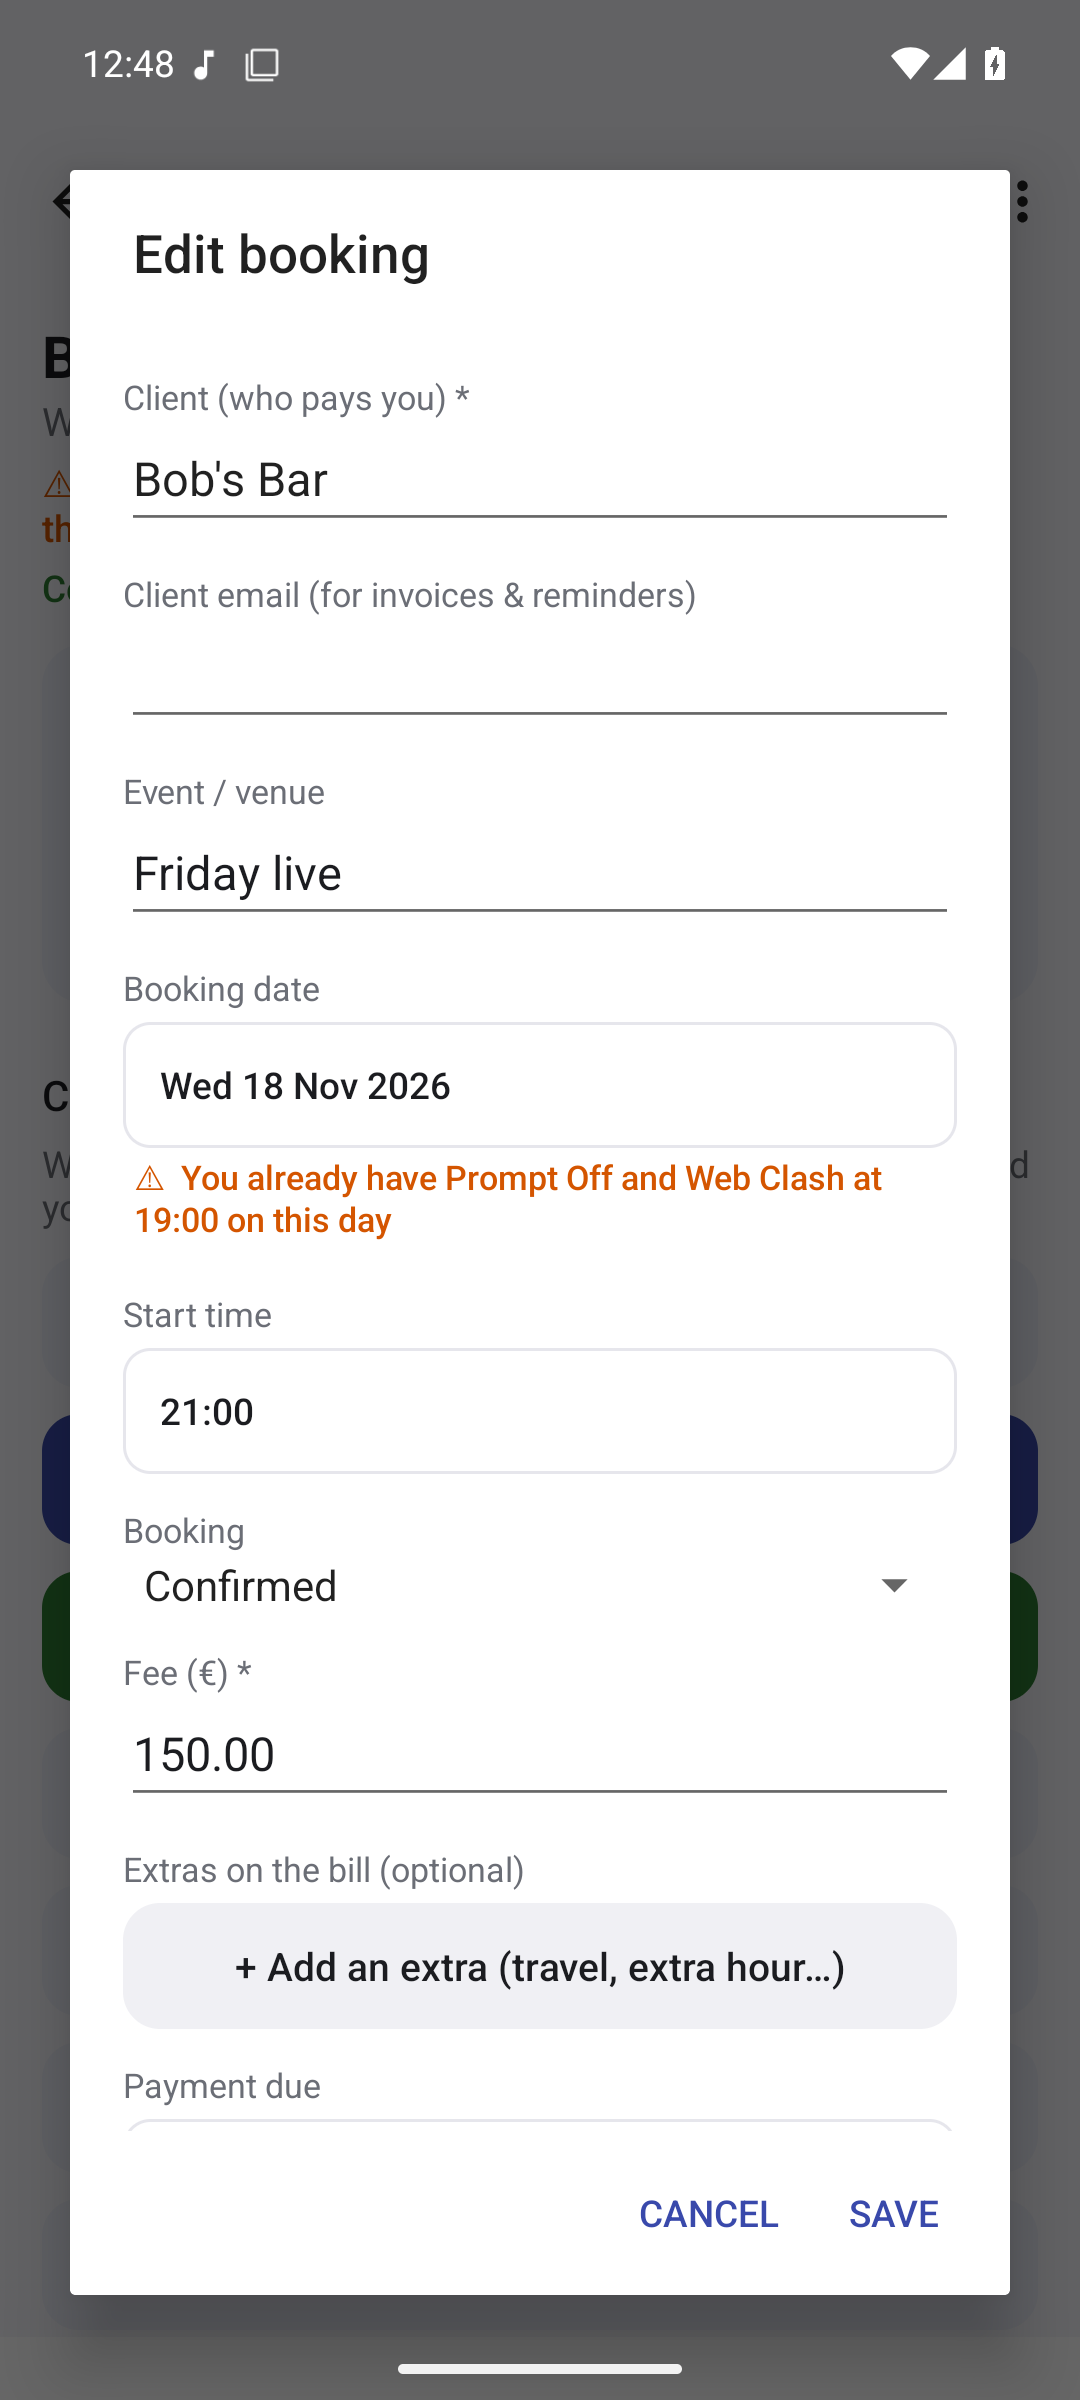 12:48
Edit booking
Client (who pays you) *
Bob's Bar
Client email (for invoices & reminders)
Event / venue
Friday live
Booking date
Wed 18 Nov 2026
⚠ You already have Prompt Off and Web Clash at
19:00 on this day
Start time
21:00
Booking
Confirmed
Fee (€) *
150.00
Extras on the bill (optional)
+ Add an extra (travel, extra hour…)
Payment due
CANCEL SAVE